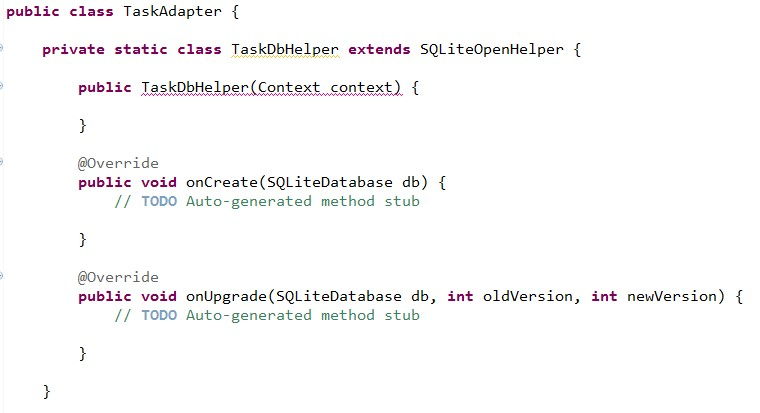 public class TaskAdapter {
private static class TaskDbHelper extends SQLiteOpenHelper {
public TaskDbHelper(Context context) {
}
@Override
public void onCreate(SQLiteDatabase db) {
// TODO Auto-generated method stub
}
@Override
public void onUpgrade(SQLiteDatabase db, int oldVersion, int newVersion) {
// TODO Auto-generated method stub
}
}